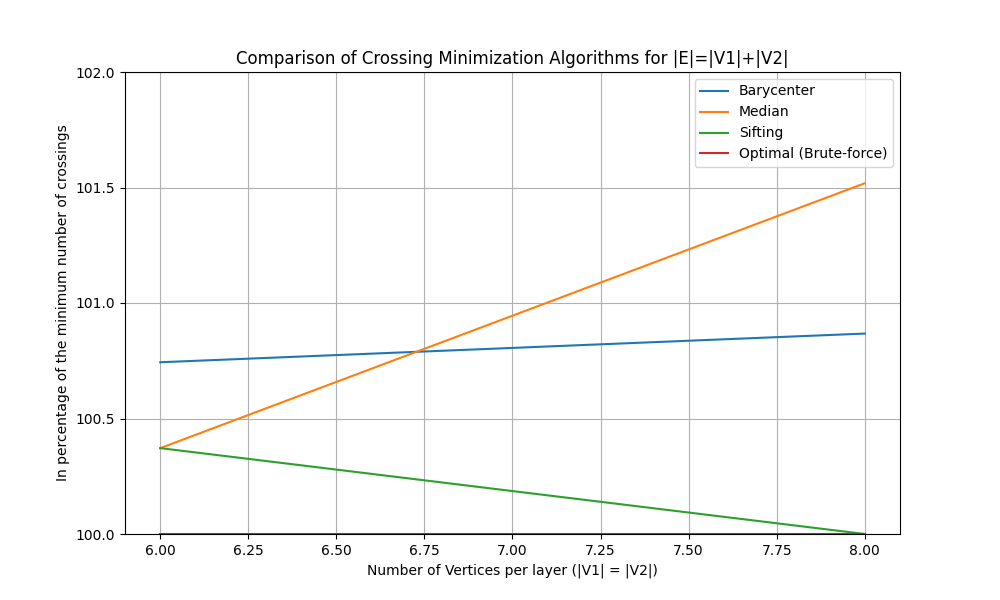 Comparison of Crossing Minimization Algorithms for |E|=|V1|+|V2|
102.0
101.5
101.0
100.5
100.0
In percentage of the minimum number of crossings
Barycenter
Median
Sifting
Optimal (Brute-force)
6.00 6.25 6.50 6.75 7.00 7.25 7.50 7.75 8.00
Number of Vertices per layer (|V1| = |V2|)